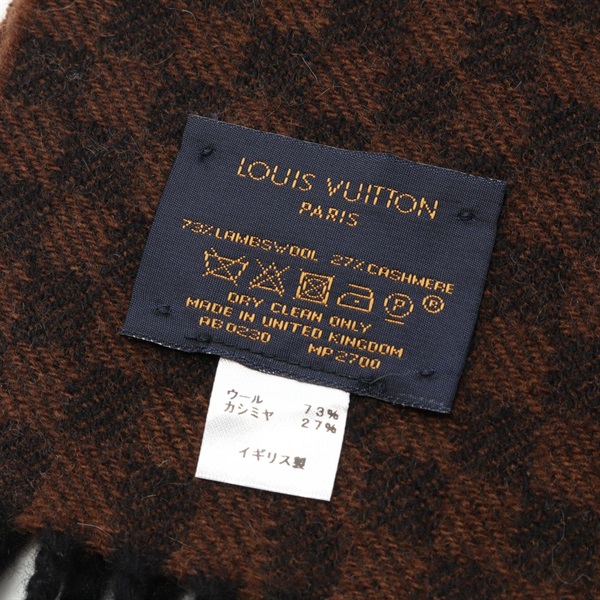 LOUIS VUITTON
PARIS
73% LAMBSWOOL 27% CASHMERE
P R
DRY CLEAN ONLY
MADE IN UNITED KINGDOM
AB0230 MP2700
ウール 73%
カシミヤ 27%
イギリス製